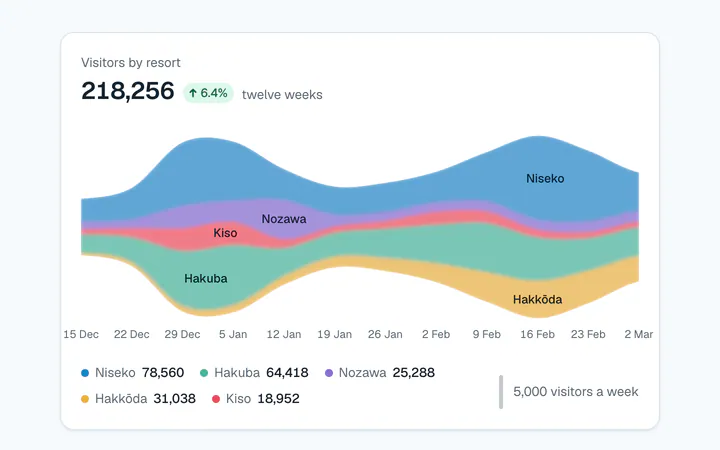 Visitors by resort
218,256 ↑ 6.4% twelve weeks
Niseko
Nozawa
Kiso
Hakuba
Hakkōda
15 Dec 22 Dec 29 Dec 5 Jan 12 Jan 19 Jan 26 Jan 2 Feb 9 Feb 16 Feb 23 Feb 2 Mar
Niseko 78,560 Hakuba 64,418 Nozawa 25,288
Hakkōda 31,038 Kiso 18,952
5,000 visitors a week